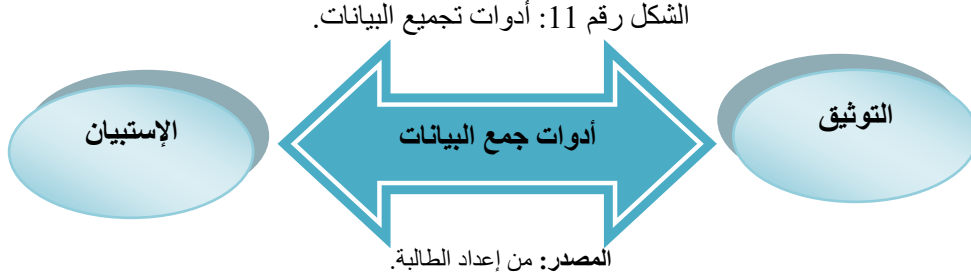 الشكل رقم 11: أدوات تجميع البيانات.
التوثيق
أدوات جمع البيانات
الإستبيان
المصدر: من إعداد الطالبة.